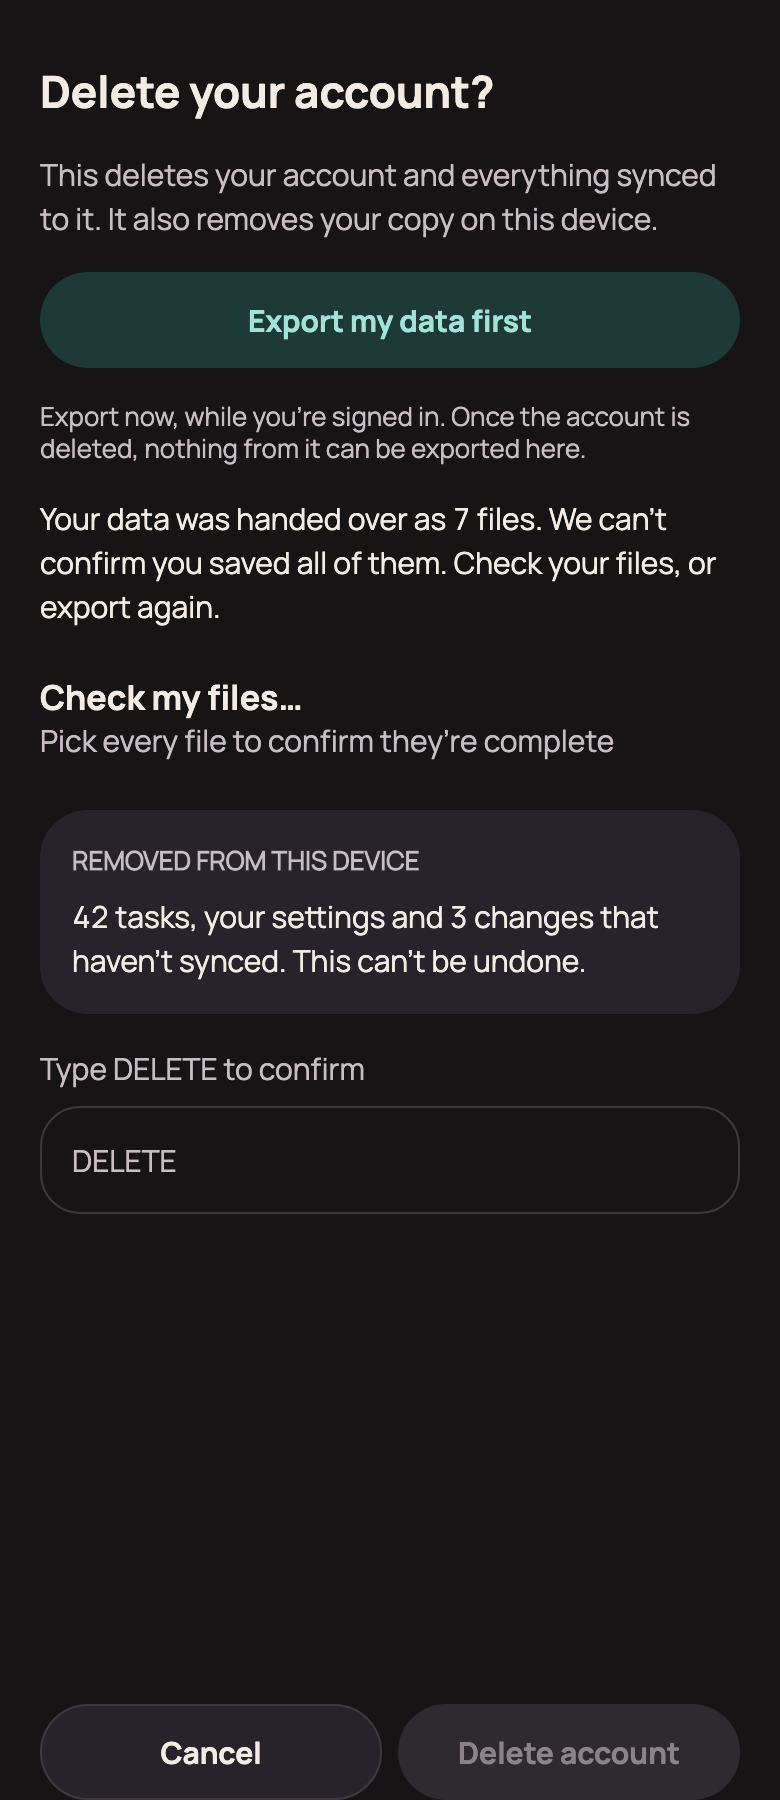 Delete your account?
This deletes your account and everything synced
to it. It also removes your copy on this device.
Export my data first
Export now, while you’re signed in. Once the account is
deleted, nothing from it can be exported here.
Your data was handed over as 7 files. We can’t
confirm you saved all of them. Check your files, or
export again.
Check my files…
Pick every file to confirm they’re complete
REMOVED FROM THIS DEVICE
42 tasks, your settings and 3 changes that
haven’t synced. This can’t be undone.
Type DELETE to confirm
DELETE
Cancel
Delete account